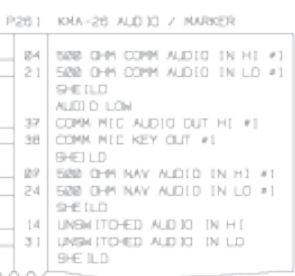 P261 KMA-26 AUDIO / MARKER
04 500 OHM COMM AUDIO IN HI #1
21 500 OHM COMM AUDIO IN LO #1
SHEILD
AUDIO LOW
37 COMM MIC AUDIO OUT HI #1
38 COMM MIC KEY OUT #1
SHEILD
07 500 OHM NAV AUDIO IN HI #1
24 500 OHM NAV AUDIO IN LO #1
SHEILD
14 UNSWITCHED AUDIO IN HI
31 UNSWITCHED AUDIO IN LO
SHEILD